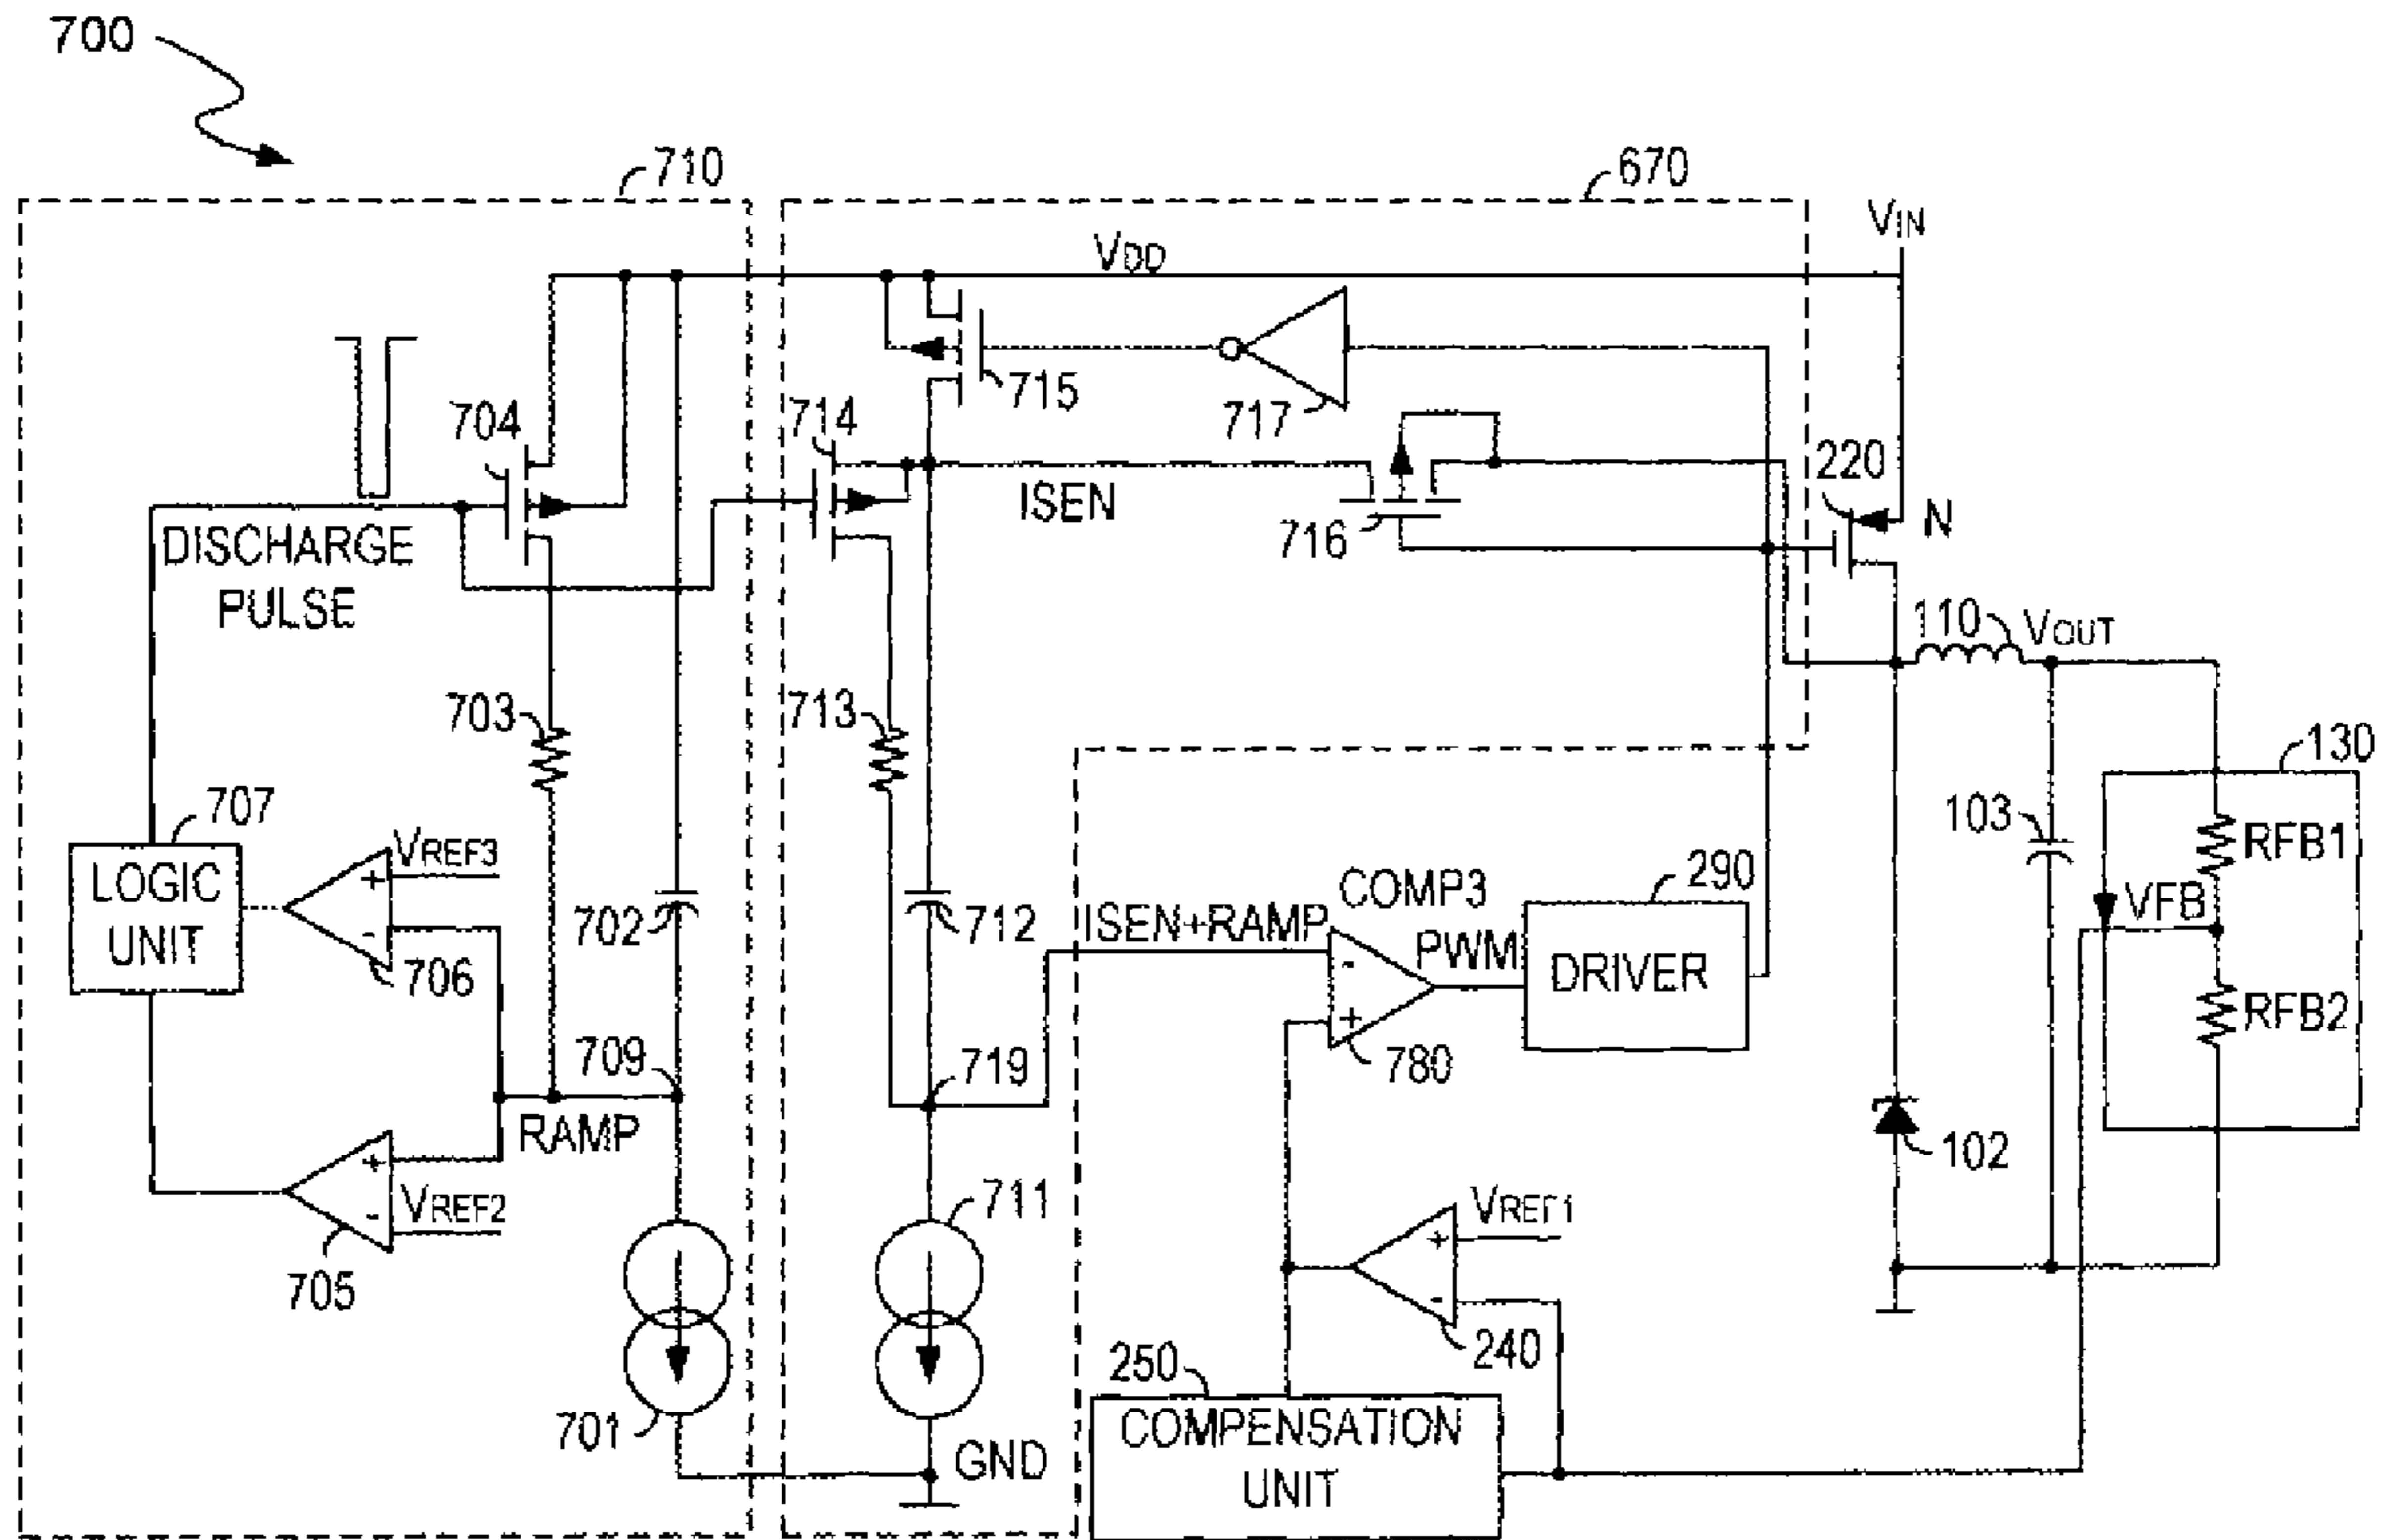 700
710
670
VIN
VDD
715
717
704
714
220
N
ISEN
716
DISCHARGE
PULSE
110
VOUT
703
713
130
707
VREF3
103
RFB1
LOGIC
UNIT
+
-
706
702
712
ISEN+RAMP
COMP3
PWM
290
DRIVER
VFB
-
+
780
RFB2
709
719
RAMP
102
+
-
VREF2
705
711
VREF1
+
-
240
701
GND
250
COMPENSATION
UNIT